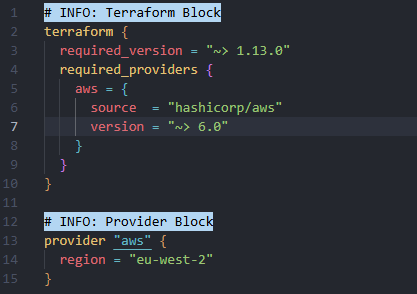 1 # INFO: Terraform Block
2 terraform {
3   required_version = "~> 1.13.0"
4   required_providers {
5     aws = {
6       source  = "hashicorp/aws"
7       version = "~> 6.0"
8     }
9   }
10 }
11
12 # INFO: Provider Block
13 provider "aws" {
14   region = "eu-west-2"
15 }